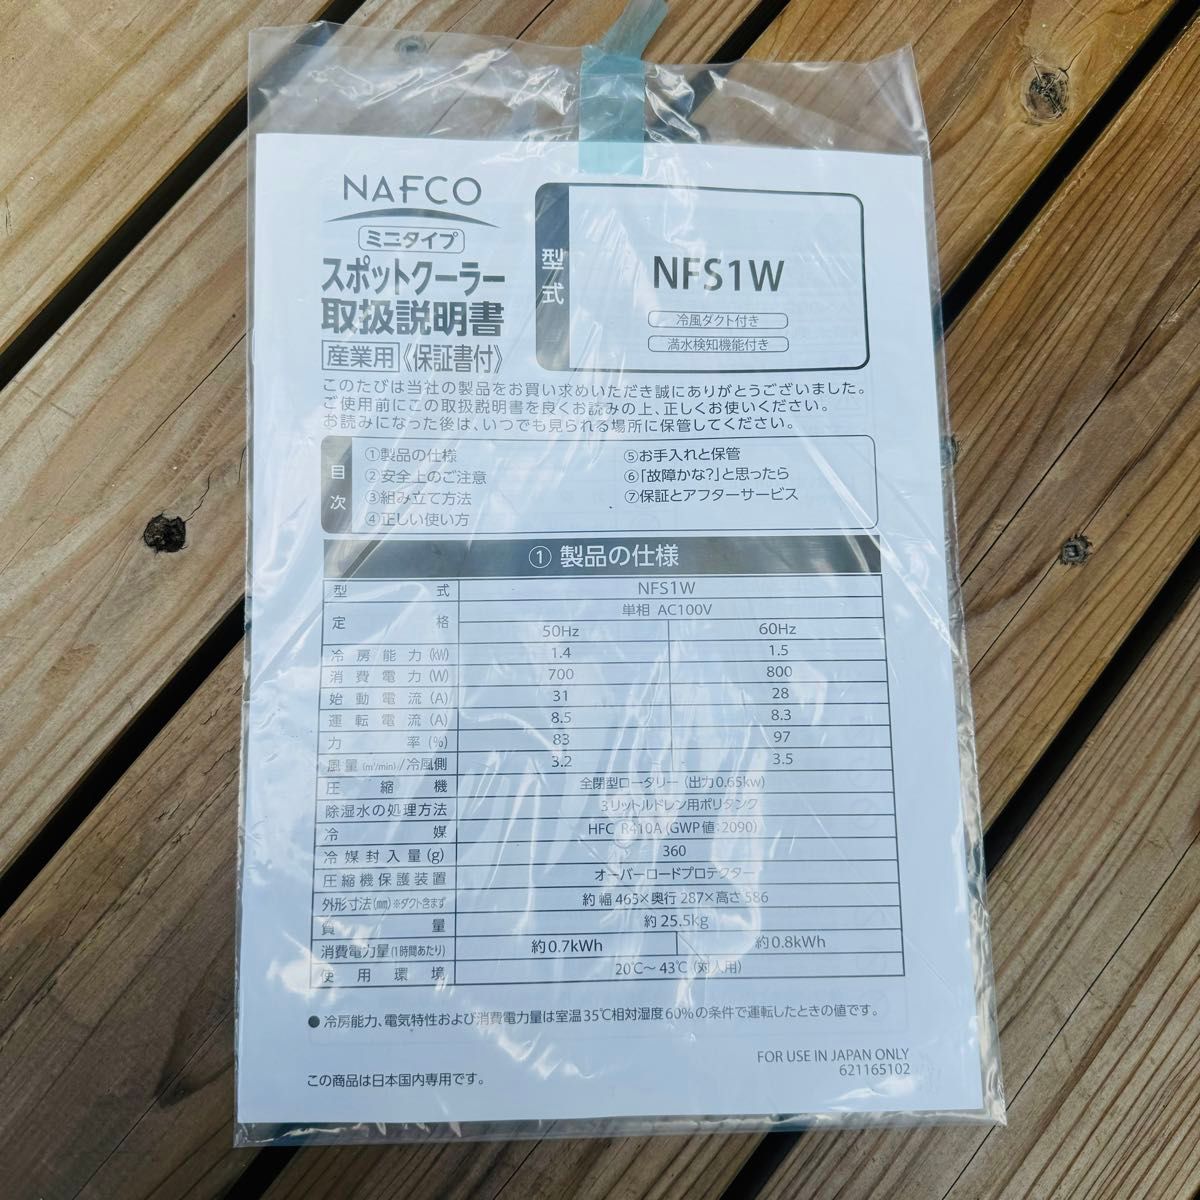 NAFCO
ミニタイプ
スポットクーラー
取扱説明書
産業用 《保証書付》
型式
NFS1W
冷風ダクト付き
満水検知機能付き
このたびは当社の製品をお買い求めいただき誠にありがとうございました。
ご使用前にこの取扱説明書を良くお読みの上、正しくお使いください。
お読みになった後は、いつでも見られる場所に保管してください。
目次
①製品の仕様
②安全上のご注意
③組み立て方法
④正しい使い方
⑤お手入れと保管
⑥「故障かな?」と思ったら
⑦保証とアフターサービス
① 製品の仕様
型式 NFS1W
定格 単相 AC100V
50Hz 60Hz
冷房能力(kW) 1.4 1.5
消費電力(W) 700 800
始動電流(A) 31 28
運転電流(A) 8.5 8.3
力率(%) 83 97
風量(㎥/min)/冷風側 3.2 3.5
圧縮機 全閉型ロータリー(出力0.65kw)
除湿水の処理方法 3リットルドレン用ポリタンク
冷媒 HFC R410A(GWP値:2090)
冷媒封入量(g) 360
圧縮機保護装置 オーバーロードプロテクター
外形寸法(㎜)※ダクト含まず 約 幅465×奥行287×高さ586
質量 約25.5kg
消費電力量(1時間あたり) 約0.7kWh 約0.8kWh
使用環境 20℃～43℃(対人用)
●冷房能力、電気特性および消費電力量は室温35℃相対湿度60%の条件で運転したときの値です。
FOR USE IN JAPAN ONLY
621165102
この商品は日本国内専用です。